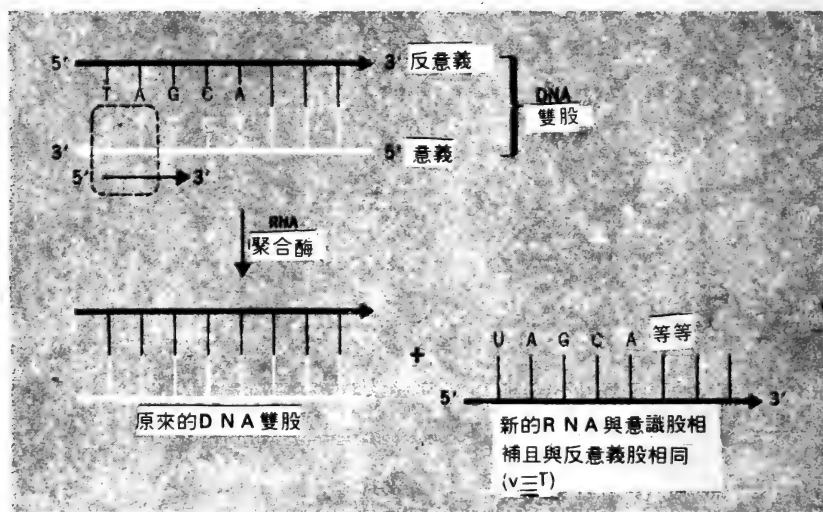 5' 3' 反意義
T A G C A
DNA
雙股
3' 5' 意義
5' 3'
RNA
聚合酶
U A G C A 等等
+
5' 3'
原來的DNA雙股
新的RNA與意識股相
補且與反意義股相同
(v≡T)